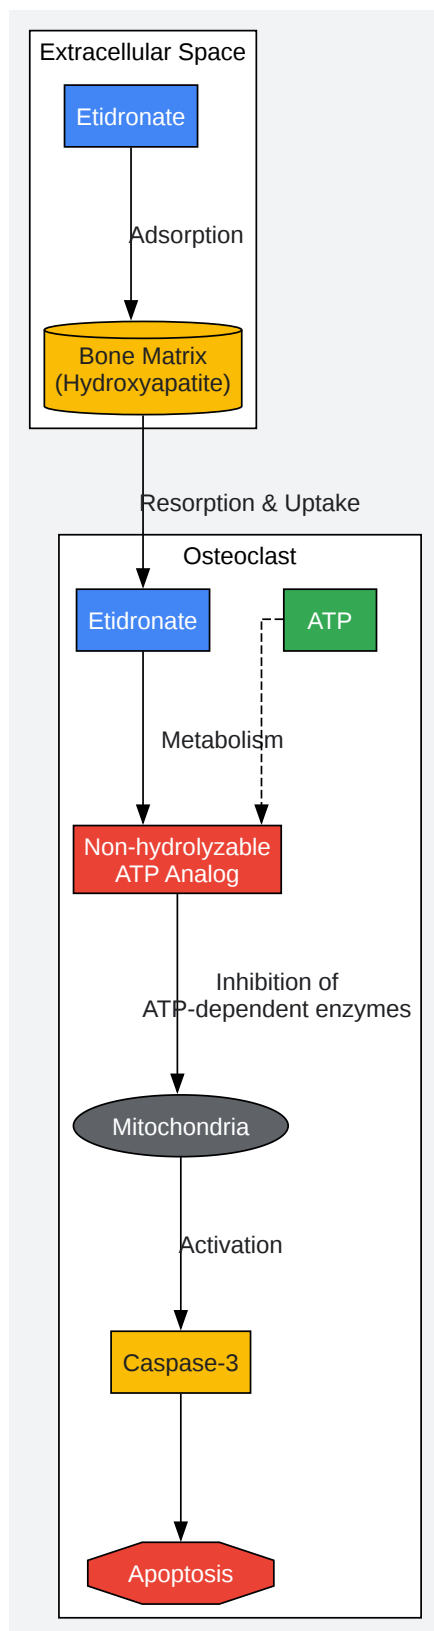 Extracellular Space
Etidronate
Adsorption
Bone Matrix
(Hydroxyapatite)
Resorption & Uptake
Osteoclast
Etidronate
ATP
Metabolism
Non-hydrolyzable
ATP Analog
Inhibition of
ATP-dependent enzymes
Mitochondria
Activation
Caspase-3
Apoptosis